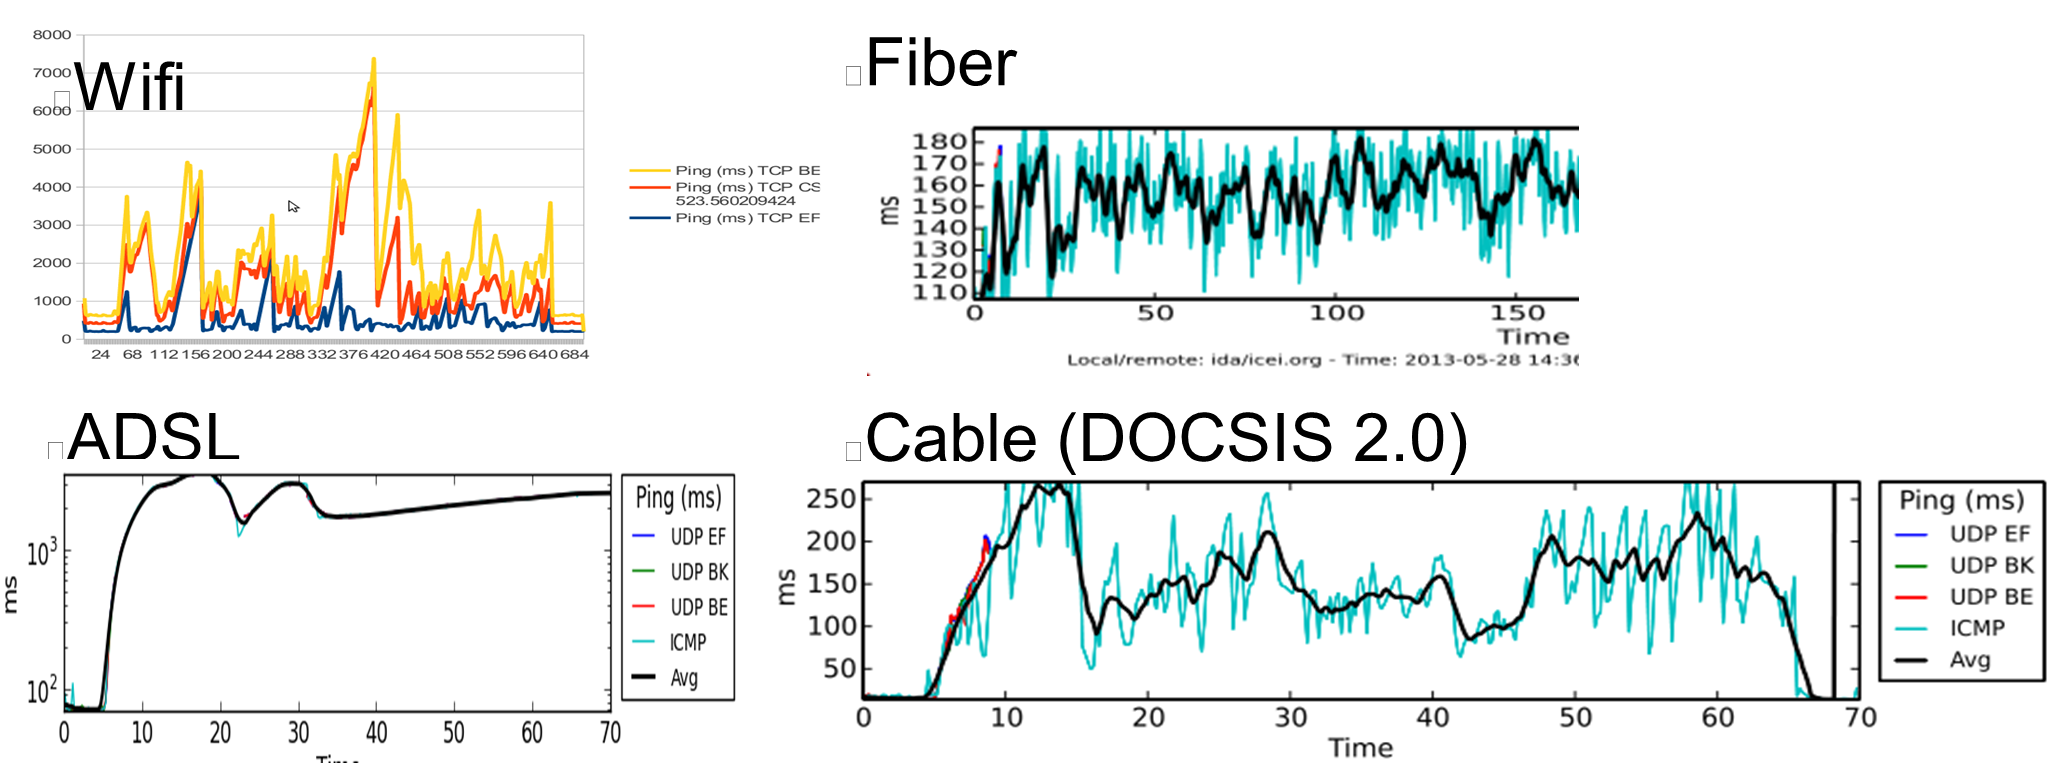 Wifi
8000
7000
6000
5000
4000
3000
2000
1000
0
24 68 112 156 200 244 288 332 376 420 464 508 552 596 640 684
Ping (ms) TCP BE
Ping (ms) TCP CS
523.560209424
Ping (ms) TCP EF
Fiber
180
170
160
150
140
130
120
110
ms
0 50 100 150
Time
Local/remote: ida/icei.org - Time: 2013-05-28 14:36
ADSL
10³
10²
ms
0 10 20 30 40 50 60 70
Time
Ping (ms)
UDP EF
UDP BK
UDP BE
ICMP
Avg
Cable (DOCSIS 2.0)
250
200
150
100
50
ms
0 10 20 30 40 50 60 70
Time
Ping (ms)
UDP EF
UDP BK
UDP BE
ICMP
Avg